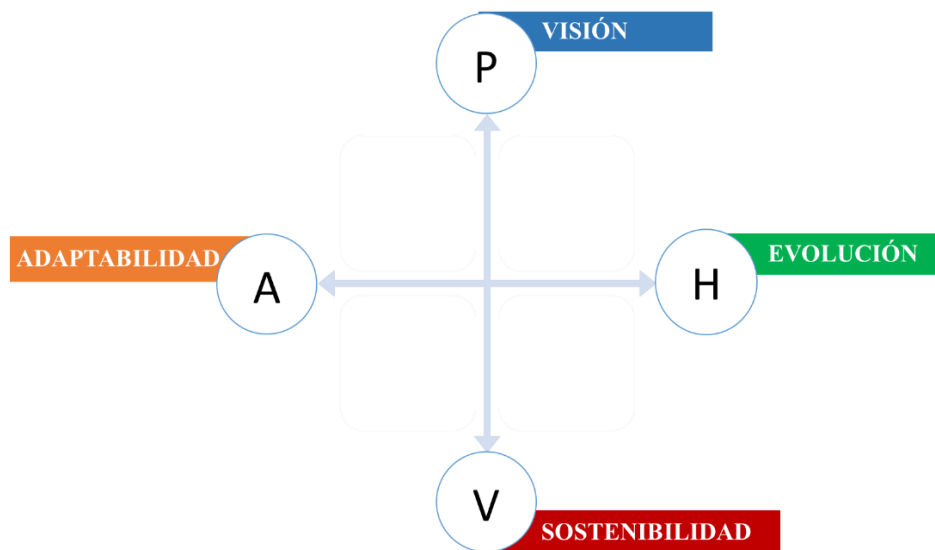 VISIÓN
P
ADAPTABILIDAD
A
H
EVOLUCIÓN
V
SOSTENIBILIDAD